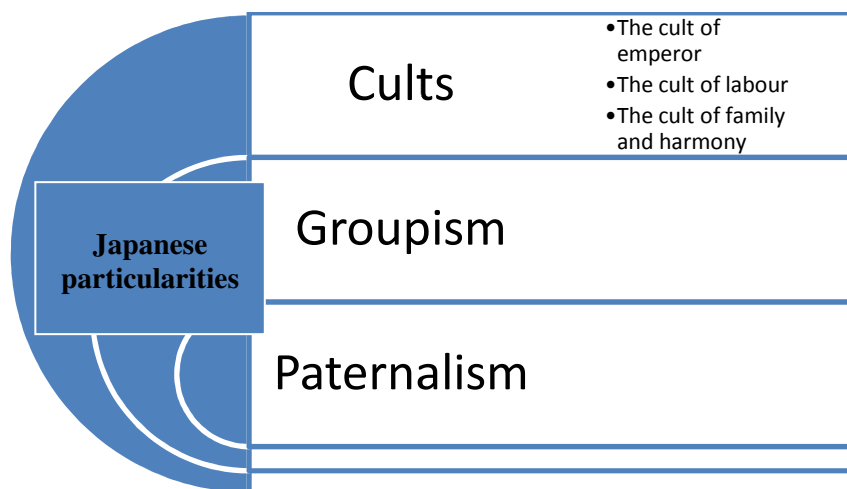 Cults
•The cult of
emperor
•The cult of labour
•The cult of family
and harmony
Japanese
particularities
Groupism
Paternalism